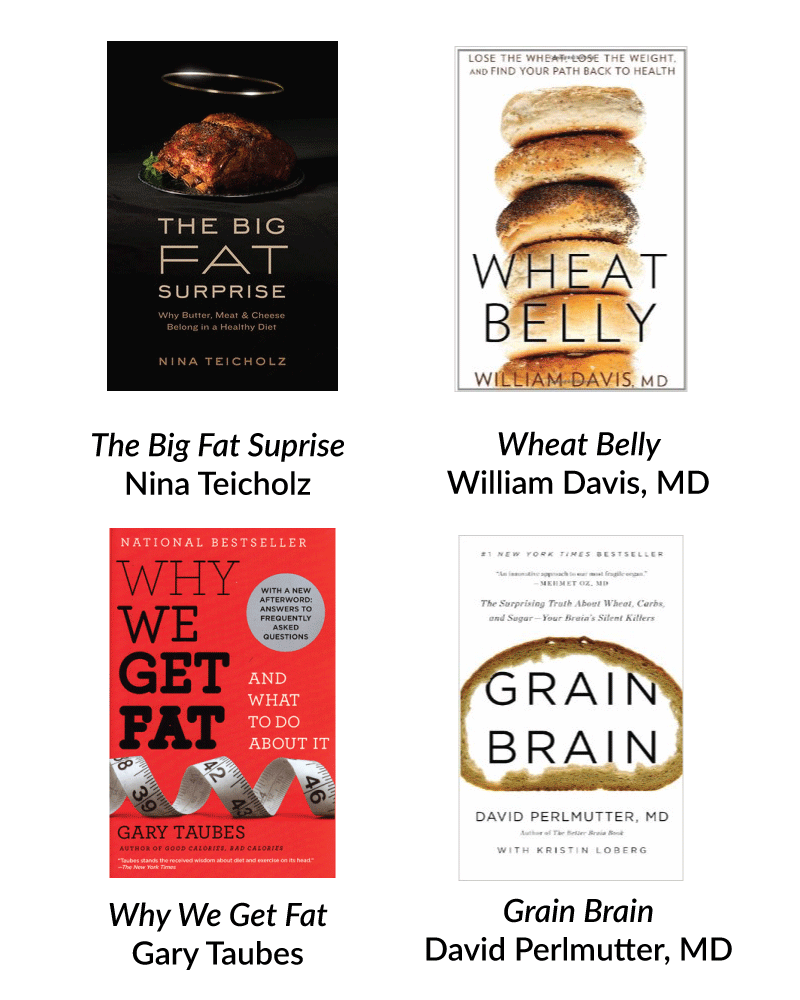 THE BIG
FAT
SURPRISE
Why Butter, Meat & Cheese
Belong in a Healthy Diet
NINA TEICHOLZ
The Big Fat Suprise
Nina Teicholz
LOSE THE WHEAT, LOSE THE WEIGHT,
AND FIND YOUR PATH BACK TO HEALTH
WHEAT
BELLY
WILLIAM DAVIS, MD
Wheat Belly
William Davis, MD
NATIONAL BESTSELLER
WHY
WE
GET
FAT
WITH A NEW
AFTERWORD:
ANSWERS TO
FREQUENTLY
ASKED
QUESTIONS
AND
WHAT
TO DO
ABOUT IT
38
39
42
43
46
GARY TAUBES
AUTHOR OF GOOD CALORIES, BAD CALORIES
"Taubes stands the received wisdom about diet and exercise on its head."
—The New York Times
Why We Get Fat
Gary Taubes
#1 NEW YORK TIMES BESTSELLER
"An innovative approach to our most fragile organ."
—MEHMET OZ, MD
The Surprising Truth About Wheat, Carbs,
and Sugar—Your Brain's Silent Killers
GRAIN
BRAIN
DAVID PERLMUTTER, MD
Author of The Better Brain Book
WITH KRISTIN LOBERG
Grain Brain
David Perlmutter, MD